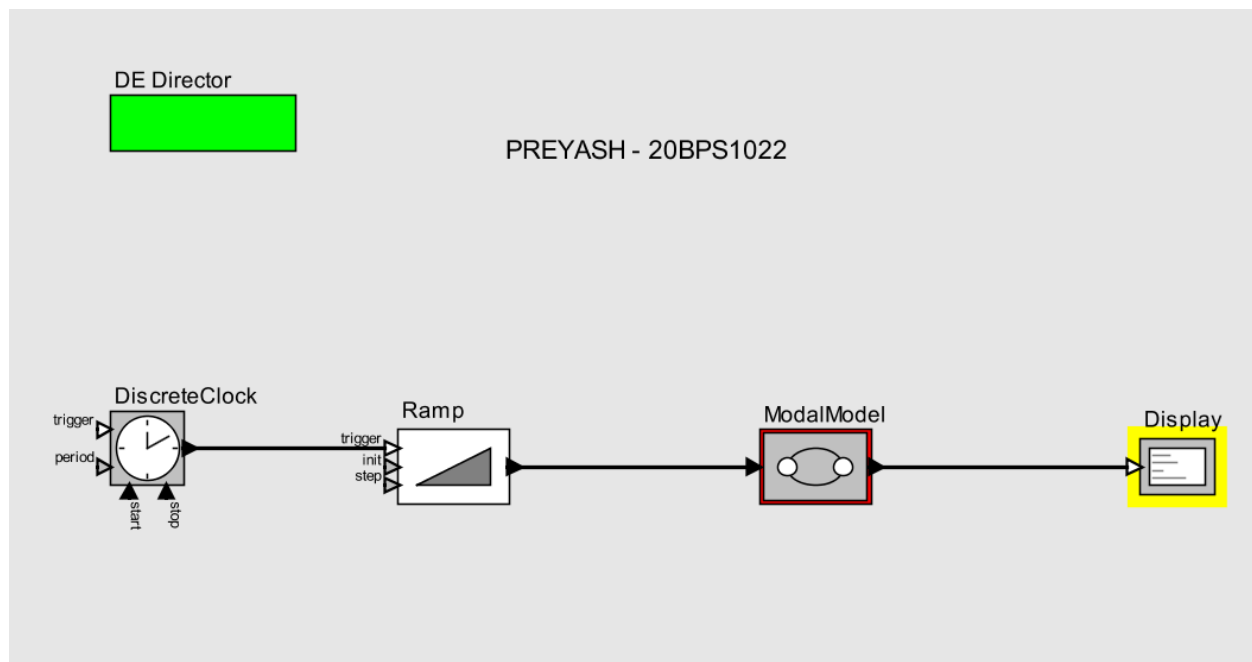 DE Director
PREYASH - 20BPS1022
DiscreteClock
trigger
period
start
stop
Ramp
trigger
init
step
ModalModel
Display